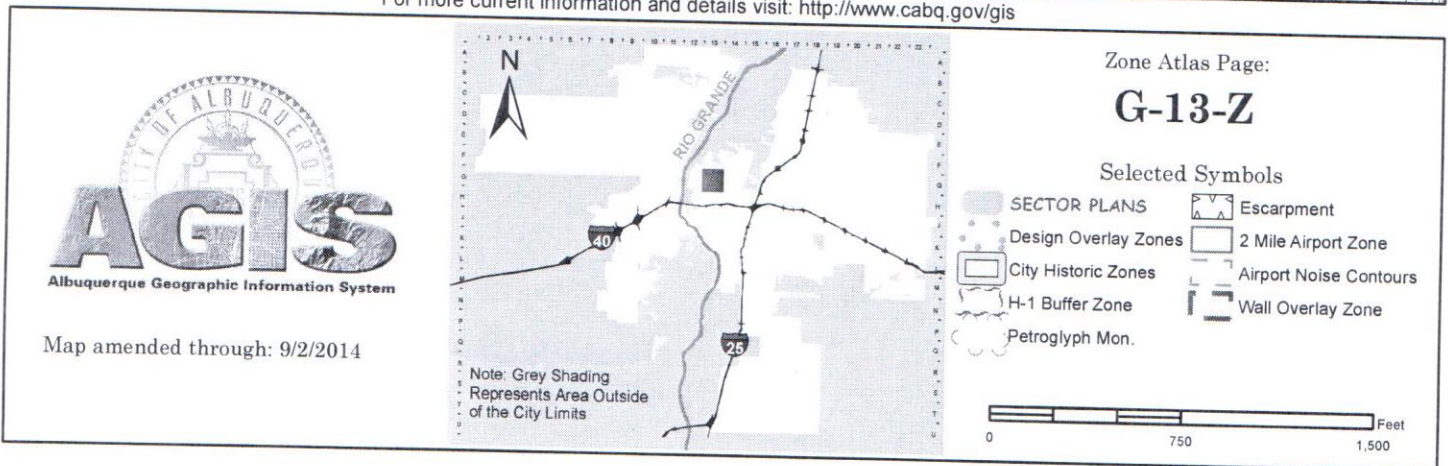 For more current information and details visit: http://www.cabq.gov/gis
CITY OF ALBUQUERQUE
AGIS
Albuquerque Geographic Information System
Map amended through: 9/2/2014
N
RIO GRANDE
40
25
Note: Grey Shading
Represents Area Outside
of the City Limits
Zone Atlas Page:
G-13-Z
Selected Symbols
SECTOR PLANS
Design Overlay Zones
City Historic Zones
H-1 Buffer Zone
Petroglyph Mon.
Escarpment
2 Mile Airport Zone
Airport Noise Contours
Wall Overlay Zone
Feet
0 750 1,500